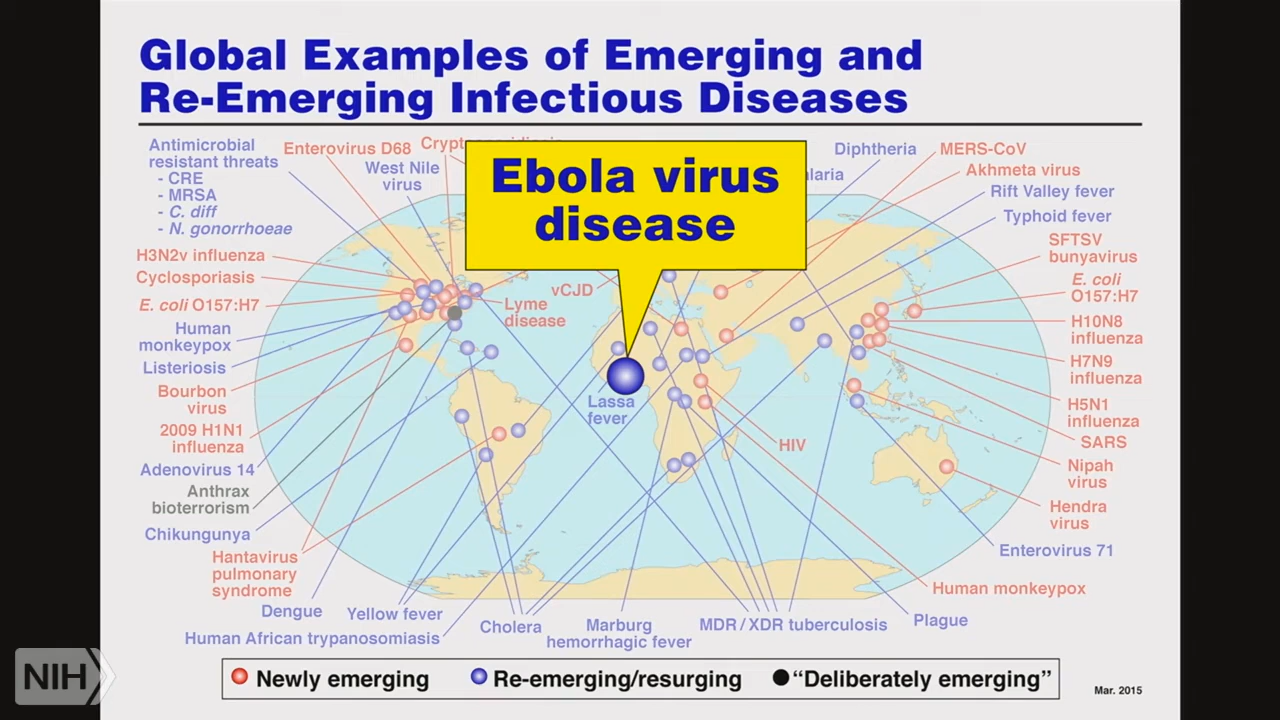 Global Examples of Emerging and
Re-Emerging Infectious Diseases
Antimicrobial
resistant threats
- CRE
- MRSA
- C. diff
- N. gonorrhoeae
Enterovirus D68
West Nile
virus
Ebola virus
disease
Diphtheria
MERS-CoV
Akhmeta virus
Rift Valley fever
Typhoid fever
SFTSV
bunyavirus
E. coli
O157:H7
H10N8
influenza
H7N9
influenza
H5N1
influenza
SARS
Nipah
virus
Hendra
virus
Enterovirus 71
Human monkeypox
Plague
H3N2v influenza
Cyclosporiasis
E. coli O157:H7
Human
monkeypox
Listeriosis
Bourbon
virus
2009 H1N1
influenza
Adenovirus 14
Anthrax
bioterrorism
Chikungunya
Hantavirus
pulmonary
syndrome
Dengue
Yellow fever
Human African trypanosomiasis
Cholera
Marburg
hemorrhagic fever
MDR/XDR tuberculosis
vCJD
Lyme
disease
Lassa
fever
HIV
Newly emerging
Re-emerging/resurging
“Deliberately emerging”
Mar. 2015
NIH